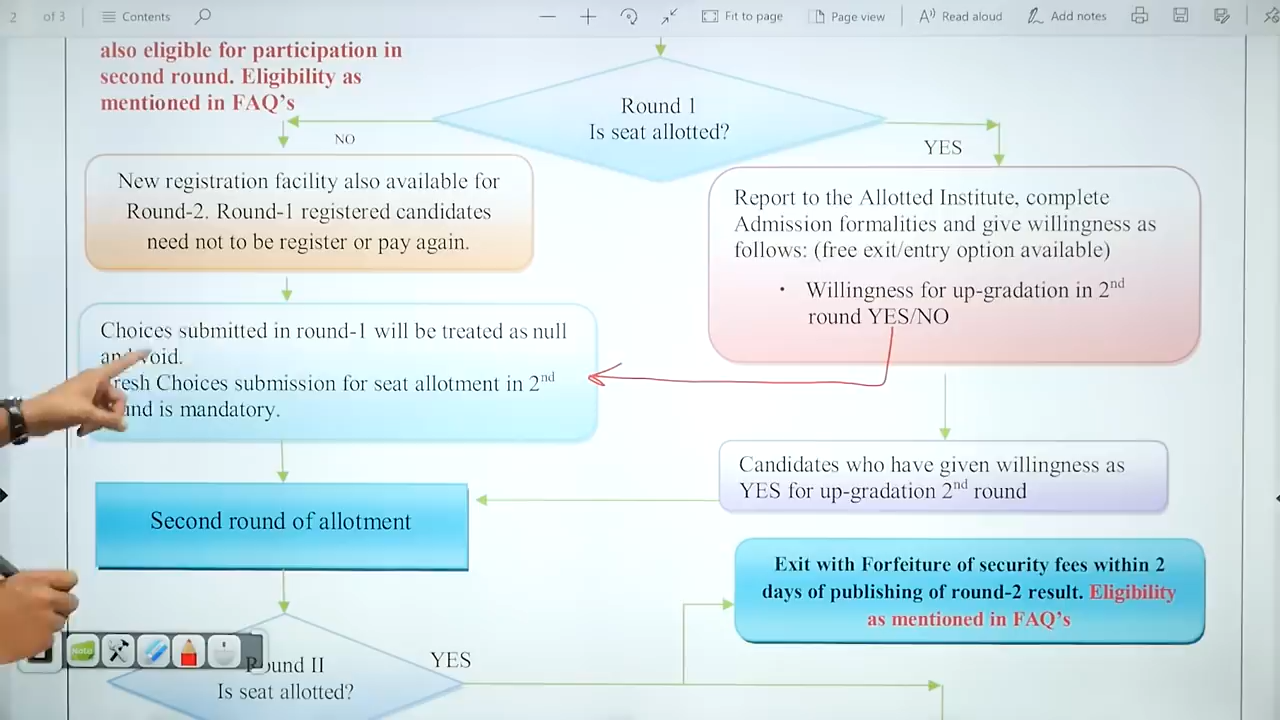 2 of 3
Contents
Fit to page
Page view
Read aloud
Add notes
also eligible for participation in
second round. Eligibility as
mentioned in FAQ's
Round 1
Is seat allotted?
NO
YES
New registration facility also available for
Round-2. Round-1 registered candidates
need not to be register or pay again.
Report to the Allotted Institute, complete
Admission formalities and give willingness as
follows: (free exit/entry option available)
· Willingness for up-gradation in 2nd
round YES/NO
Choices submitted in round-1 will be treated as null
and void.
resh Choices submission for seat allotment in 2nd
und is mandatory.
Candidates who have given willingness as
YES for up-gradation 2nd round
Second round of allotment
Exit with Forfeiture of security fees within 2
days of publishing of round-2 result. Eligibility
as mentioned in FAQ's
Note
Round II
Is seat allotted?
YES